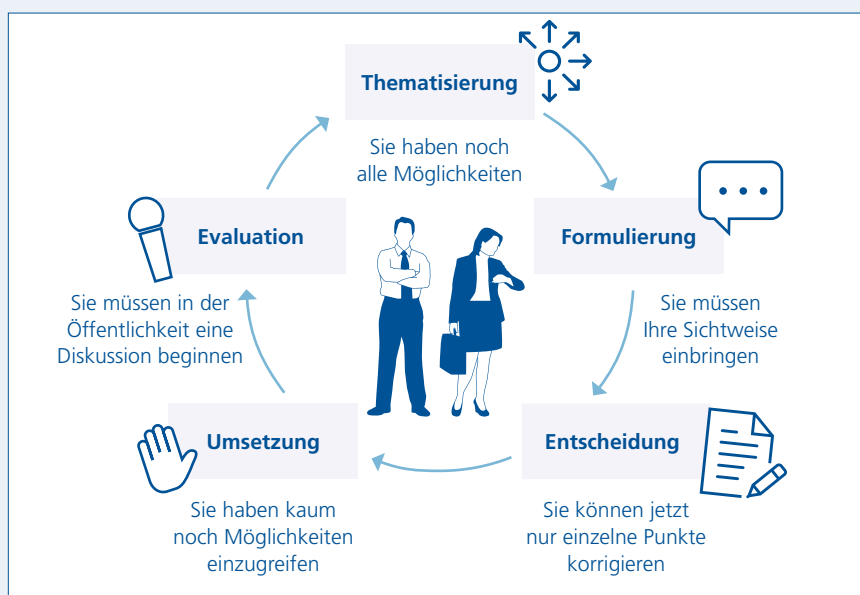 Thematisierung
Sie haben noch
alle Möglichkeiten
Formulierung
Sie müssen
Ihre Sichtweise
einbringen
Entscheidung
Sie können jetzt
nur einzelne Punkte
korrigieren
Umsetzung
Sie haben kaum
noch Möglichkeiten
einzugreifen
Evaluation
Sie müssen in der
Öffentlichkeit eine
Diskussion beginnen